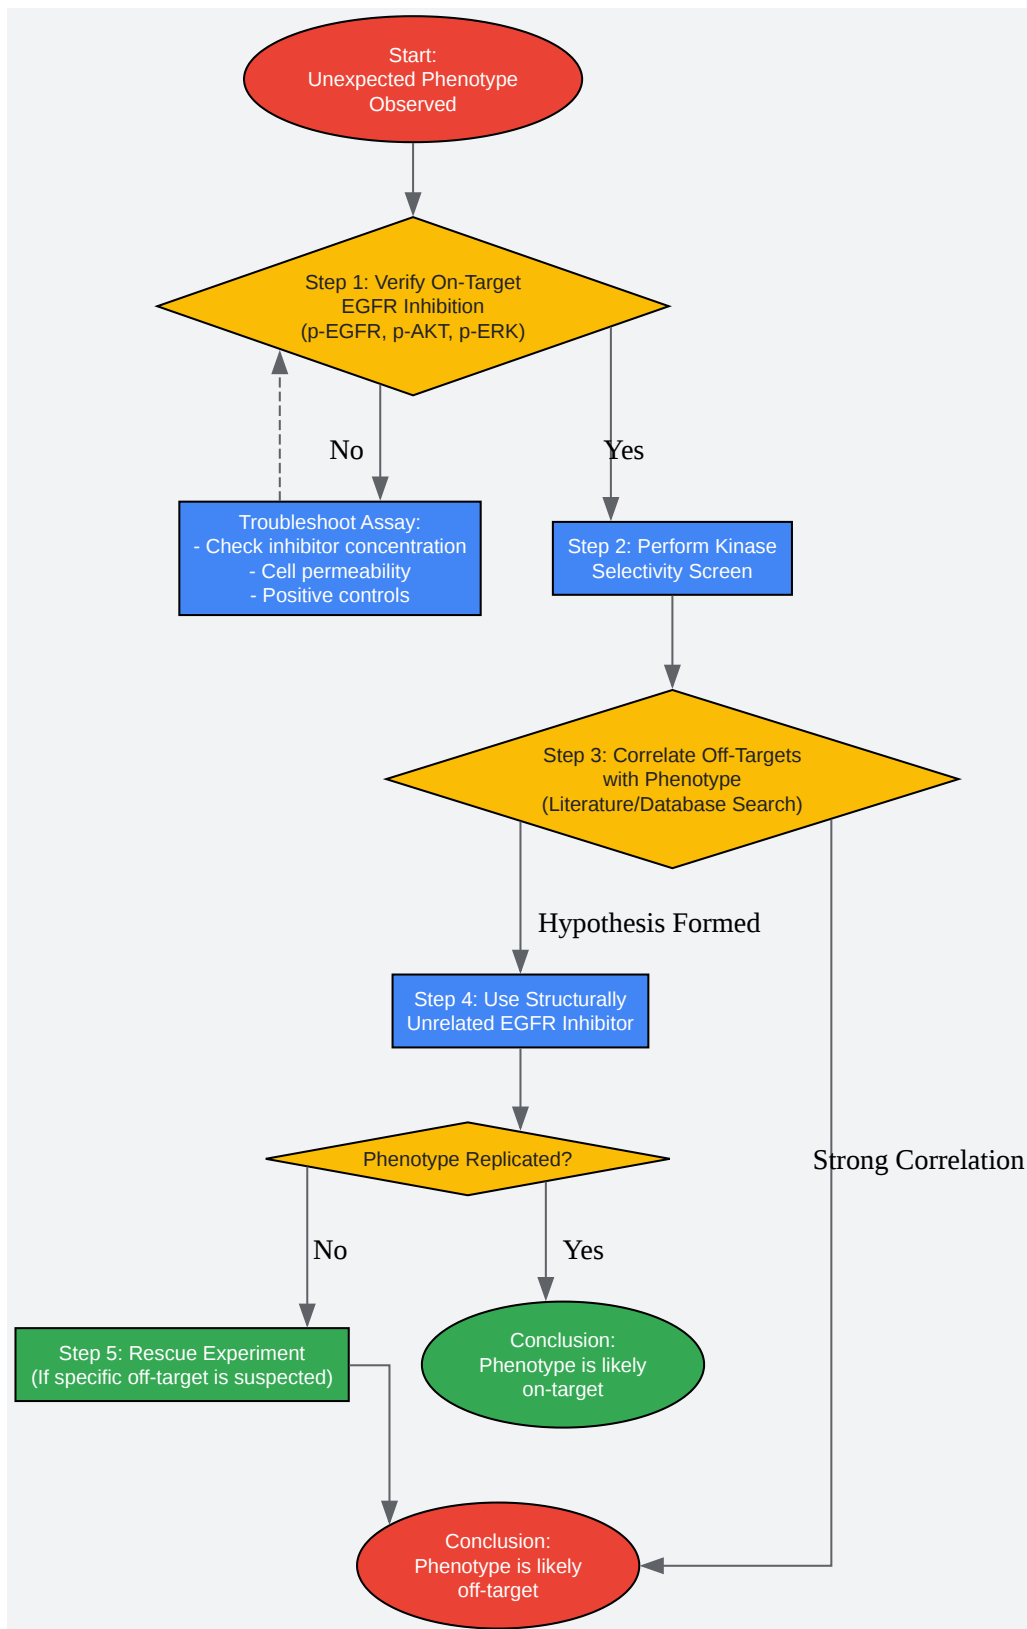 Start:
Unexpected Phenotype
Observed
Step 1: Verify On-Target
EGFR Inhibition
(p-EGFR, p-AKT, p-ERK)
No
Yes
Troubleshoot Assay:
- Check inhibitor concentration
- Cell permeability
- Positive controls
Step 2: Perform Kinase
Selectivity Screen
Step 3: Correlate Off-Targets
with Phenotype
(Literature/Database Search)
Hypothesis Formed
Step 4: Use Structurally
Unrelated EGFR Inhibitor
Phenotype Replicated?
Strong Correlation
No
Yes
Step 5: Rescue Experiment
(If specific off-target is suspected)
Conclusion:
Phenotype is likely
on-target
Conclusion:
Phenotype is likely
off-target